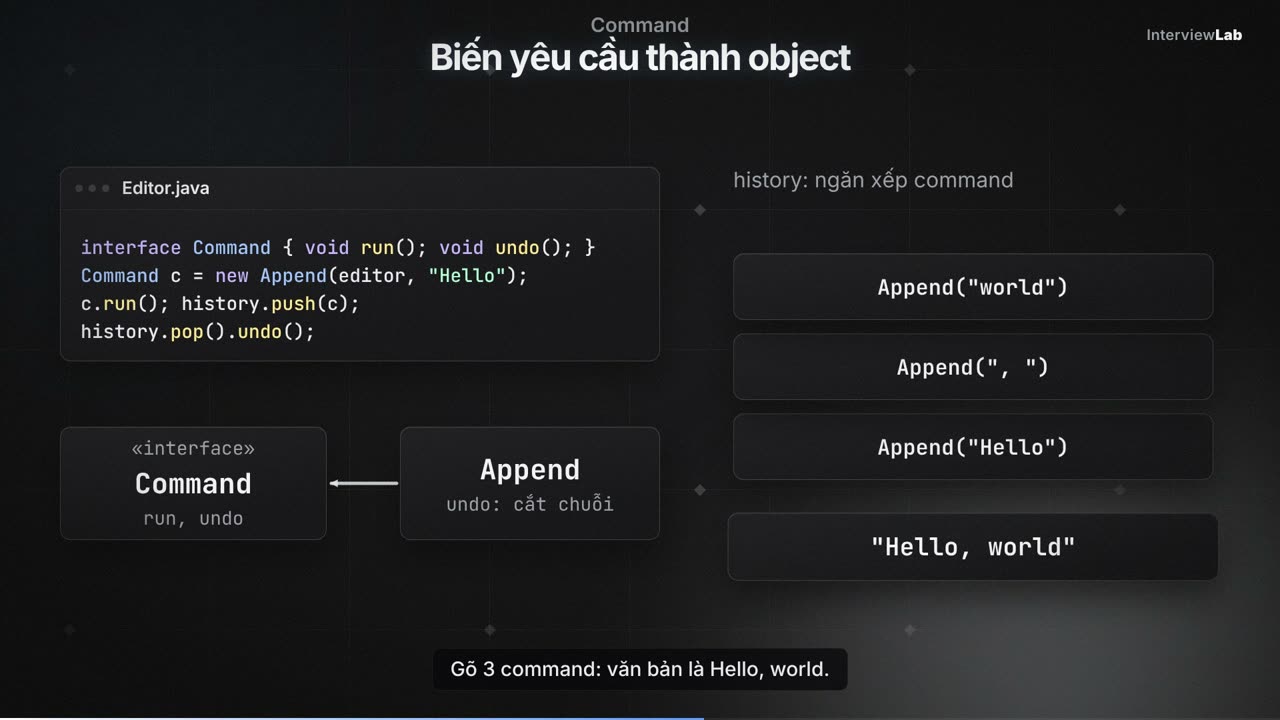 Command
Biến yêu cầu thành object
InterviewLab
Editor.java
interface Command { void run(); void undo(); }
Command c = new Append(editor, "Hello");
c.run(); history.push(c);
history.pop().undo();
«interface»
Command
run, undo
Append
undo: cắt chuỗi
history: ngăn xếp command
Append("world")
Append(", ")
Append("Hello")
"Hello, world"
Gõ 3 command: văn bản là Hello, world.